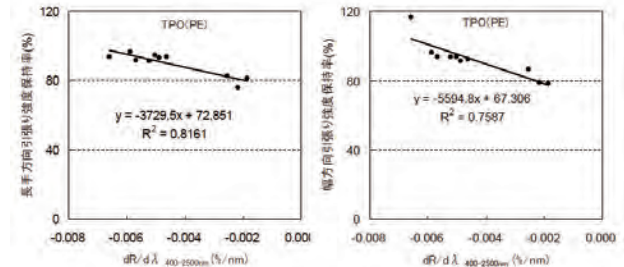 長手方向引張り強度保持率(%)
120
80
40
0
TPO(PE)
y = -3729.5x + 72.851
R² = 0.8161
-0.008
-0.006
-0.004
-0.002
0.000
dR/dλ 400-2500nm (%/nm)
幅方向引張り強度保持率(%)
120
80
40
0
TPO(PE)
y = -5594.8x + 67.306
R² = 0.7587
-0.008
-0.006
-0.004
-0.002
0.000
dR/dλ 400-2500nm (%/nm)